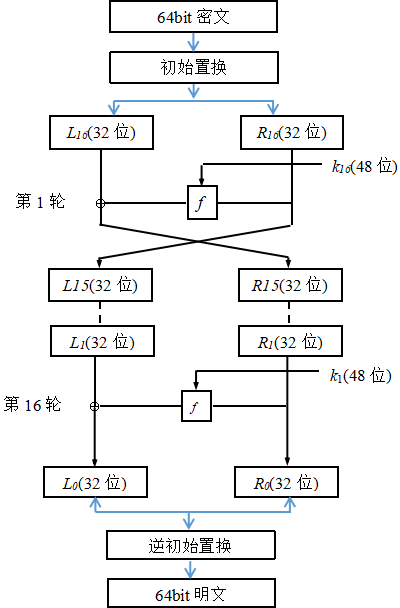 64bit 密文
初始置换
L16(32 位) R16(32 位)
k16(48 位)
第 1 轮 f
L15(32 位) R15(32 位)
L1(32 位) R1(32 位)
k1(48 位)
第 16 轮 f
L0(32 位) R0(32 位)
逆初始置换
64bit 明文